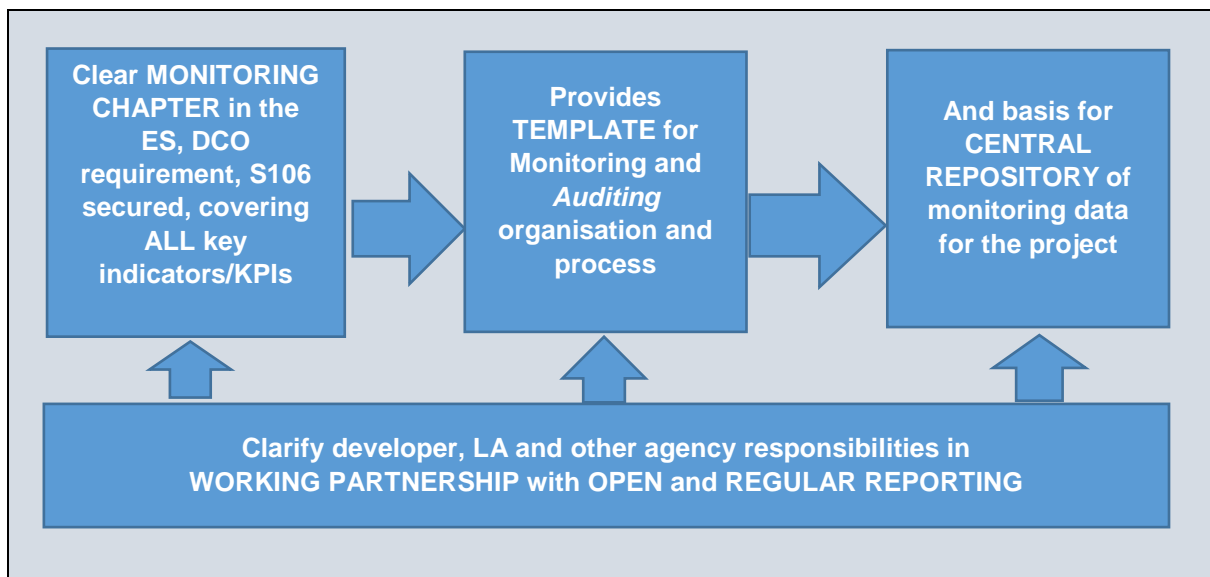 Clear MONITORING
CHAPTER in the
ES, DCO
requirement, S106
secured, covering
ALL key
indicators/KPIs
Provides
TEMPLATE for
Monitoring and
Auditing
organisation and
process
And basis for
CENTRAL
REPOSITORY of
monitoring data
for the project
Clarify developer, LA and other agency responsibilities in
WORKING PARTNERSHIP with OPEN and REGULAR REPORTING